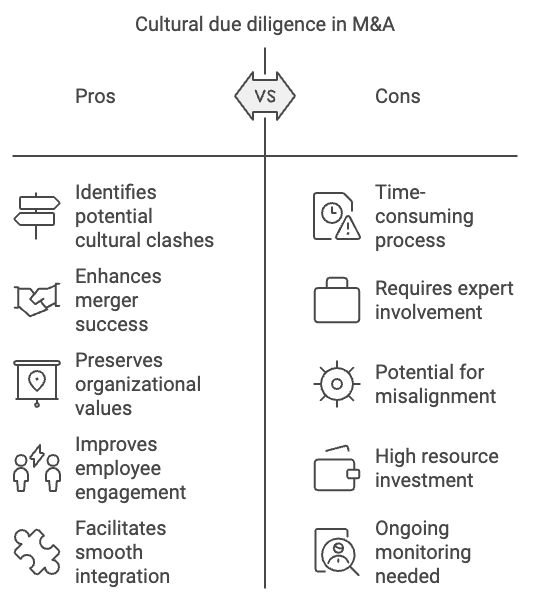 Cultural due diligence in M&A
Pros
VS
Cons
Identifies
potential
cultural clashes
Enhances
merger
success
Preserves
organizational
values
Improves
employee
engagement
Facilitates
smooth
integration
Time-
consuming
process
Requires expert
involvement
Potential for
misalignment
High resource
investment
Ongoing
monitoring
needed